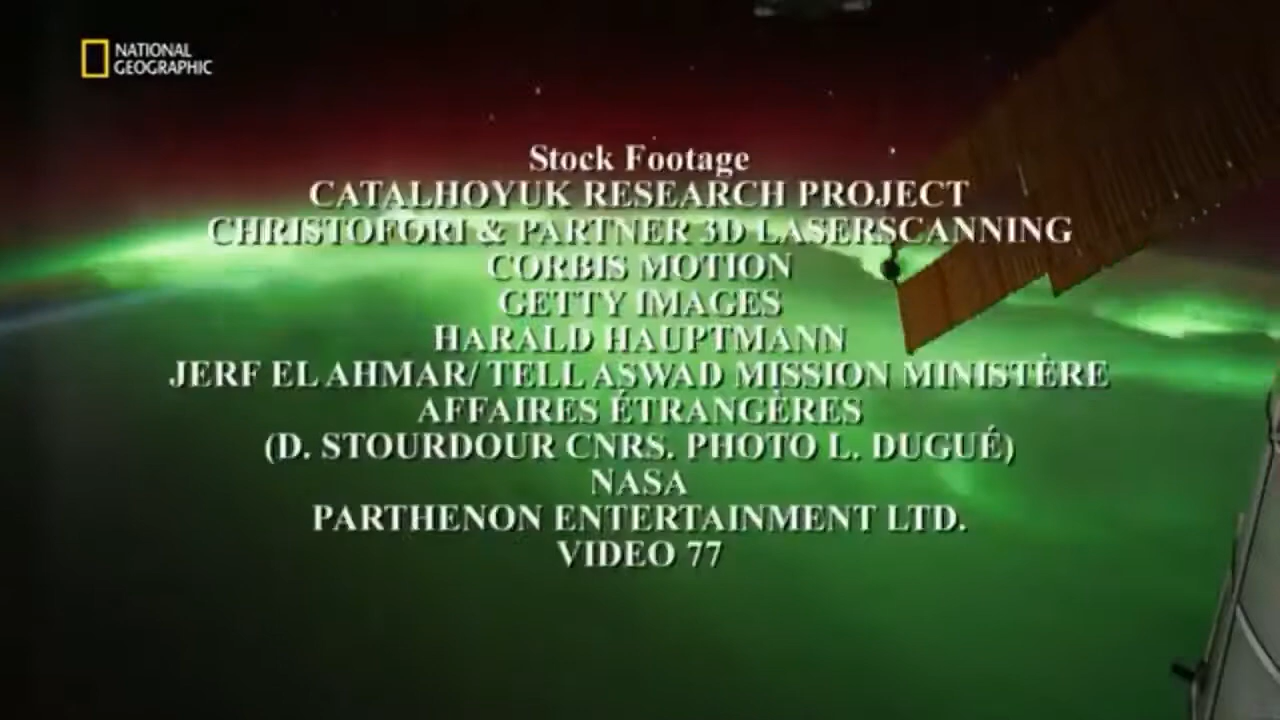 NATIONAL
GEOGRAPHIC
Stock Footage
CATALHOYUK RESEARCH PROJECT
CHRISTOFORI & PARTNER 3D LASERSCANNING
CORBIS MOTION
GETTY IMAGES
HARALD HAUPTMANN
JERF EL AHMAR/ TELL ASWAD MISSION MINISTÈRE
AFFAIRES ÉTRANGÈRES
(D. STOURDOUR CNRS. PHOTO L. DUGUÉ)
NASA
PARTHENON ENTERTAINMENT LTD.
VIDEO 77